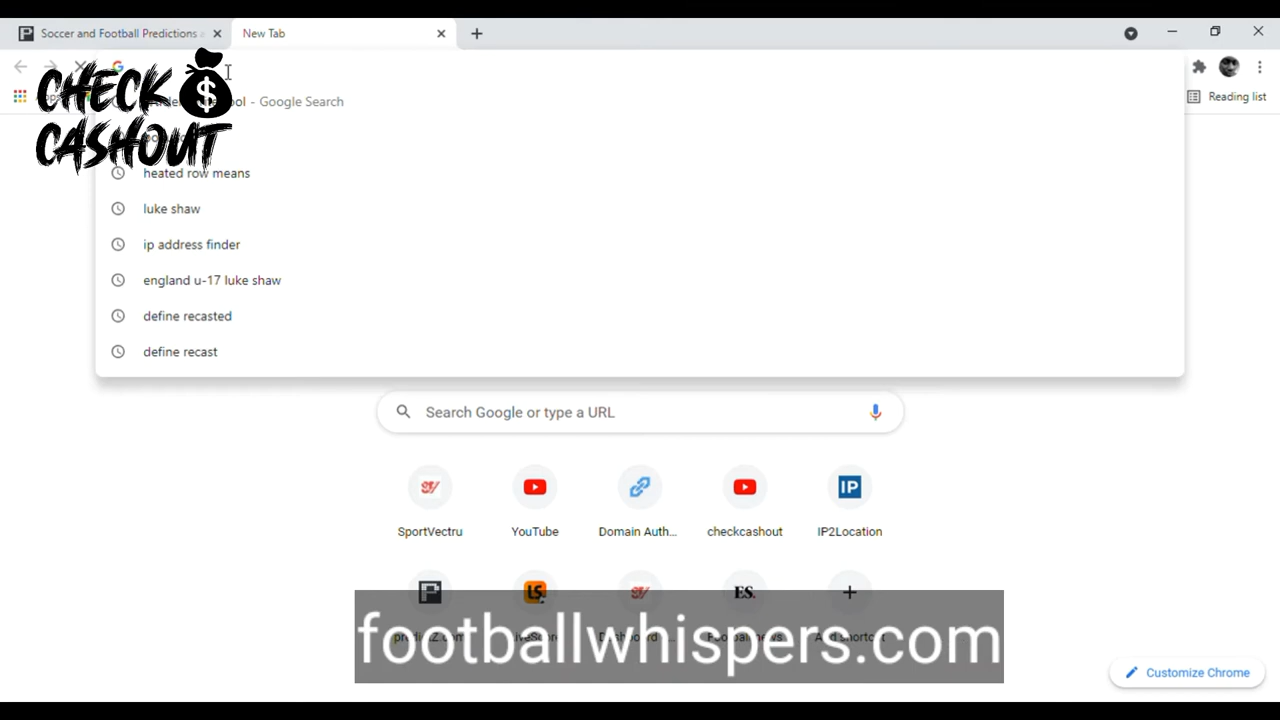 Soccer and Football Predictions
New Tab
Reading list
CHECK
CASHOUT
- Google Search
heated row means
luke shaw
ip address finder
england u-17 luke shaw
define recasted
define recast
Search Google or type a URL
SportVectru
YouTube
Domain Auth...
checkcashout
IP2Location
LS
ES.
IP
footballwhispers.com
Customize Chrome